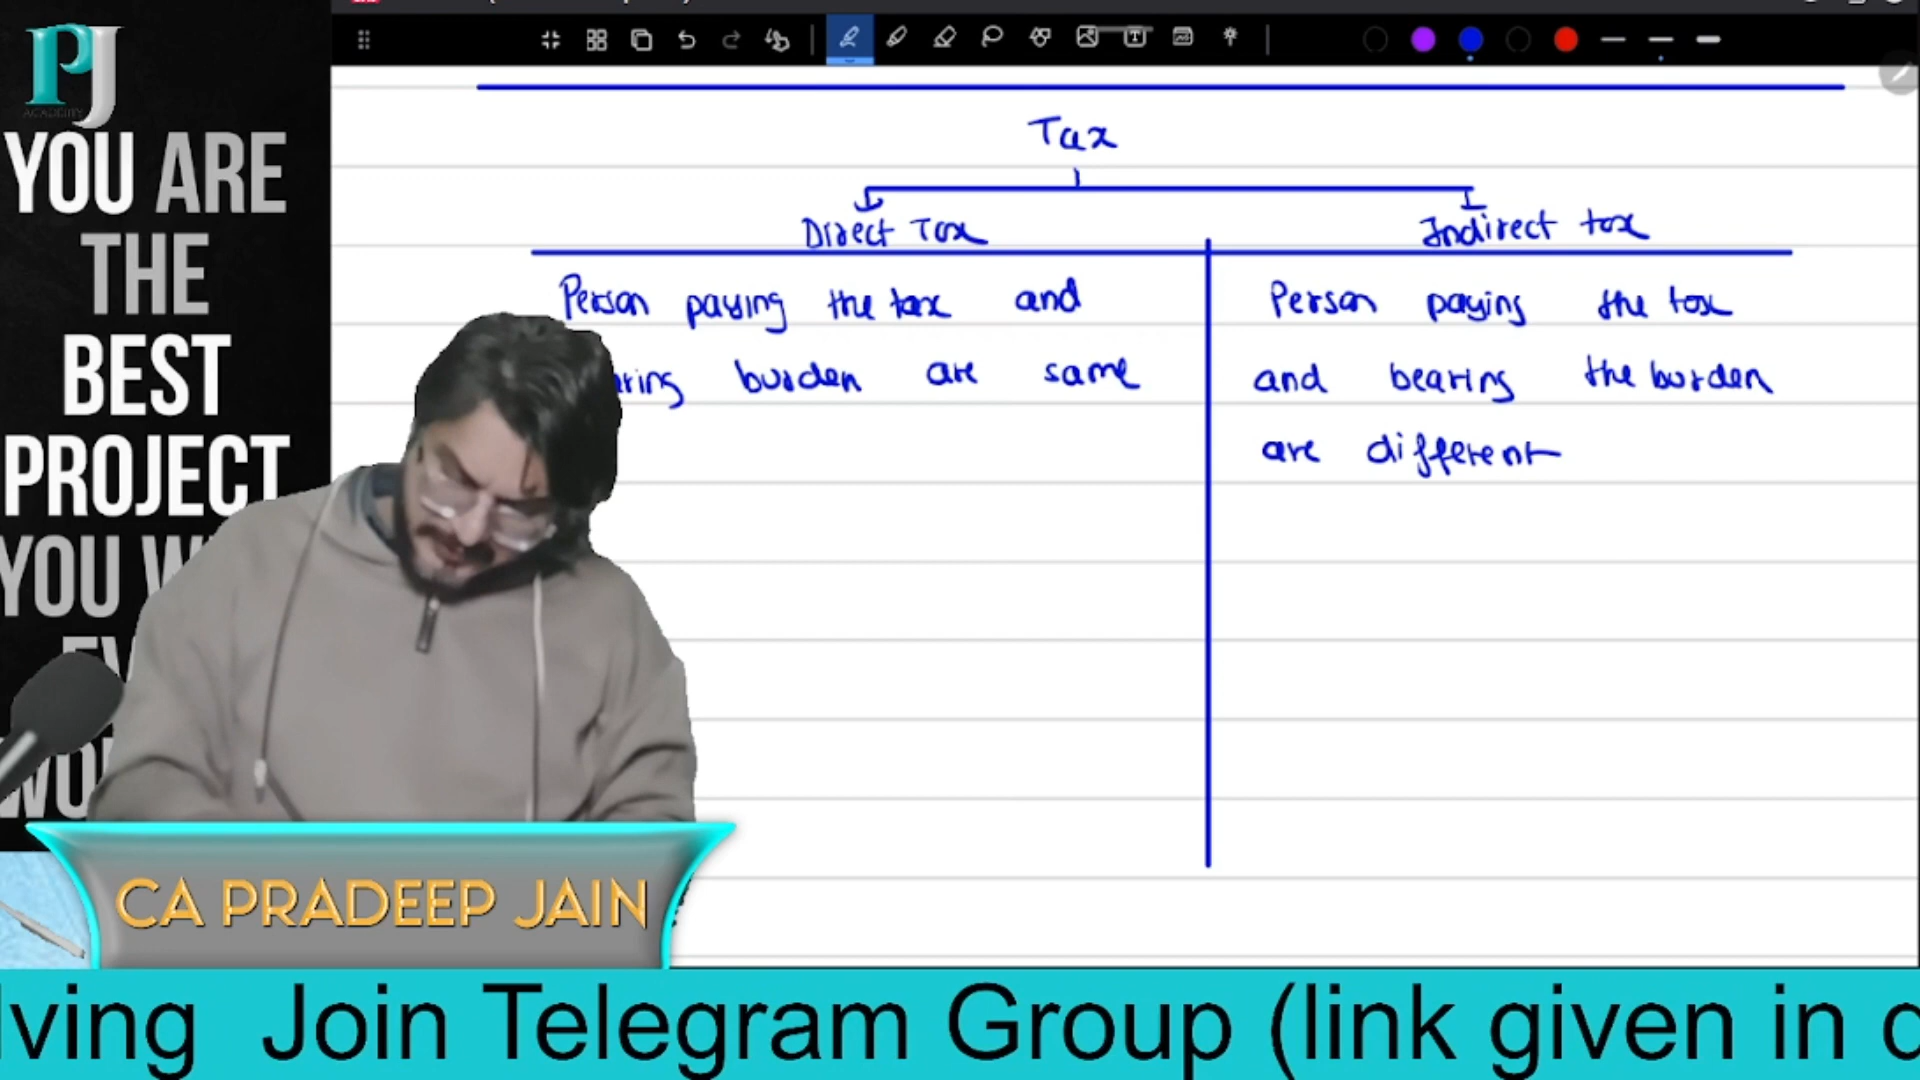 PJ
ACADEMY
YOU ARE
THE
BEST
PROJECT
YOU
Tax
Direct Tax
Indirect tax
Person paying the tax and
burden are same
Person paying the tax
and bearing the burden
are different
CA PRADEEP JAIN
lving Join Telegram Group (link given in d